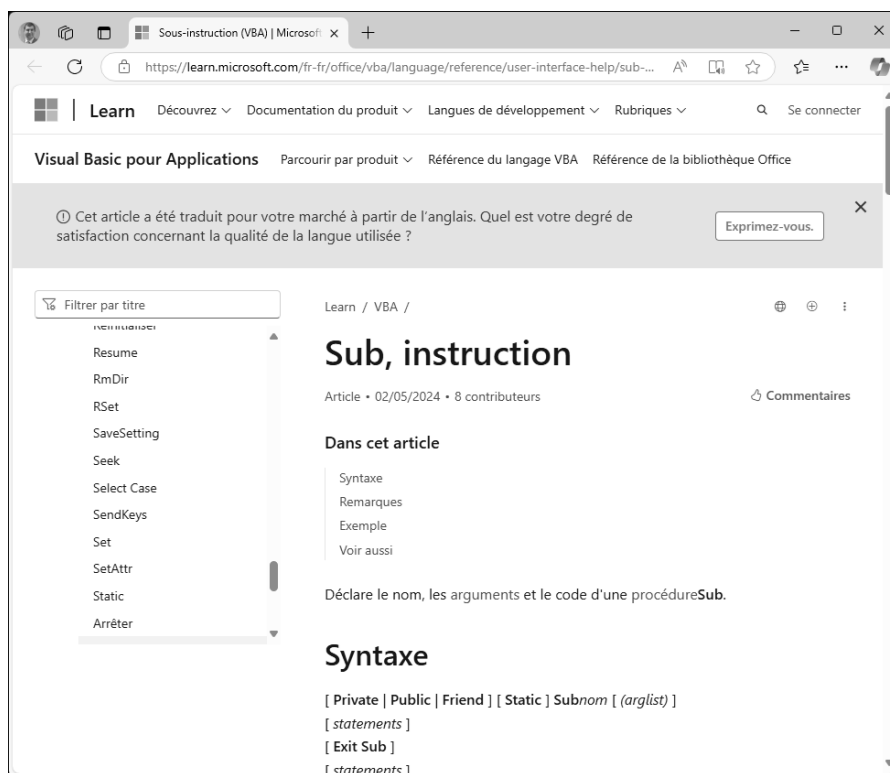 Sous-instruction (VBA) | Microsoft
https://learn.microsoft.com/fr-fr/office/vba/language/reference/user-interface-help/sub-...
Learn Découvrez Documentation du produit Langues de développement Rubriques Se connecter
Visual Basic pour Applications Parcourir par produit Référence du langage VBA Référence de la bibliothèque Office
Cet article a été traduit pour votre marché à partir de l'anglais. Quel est votre degré de
satisfaction concernant la qualité de la langue utilisée ?
Exprimez-vous.
Filtrer par titre
Réinitialiser
Resume
RmDir
RSet
SaveSetting
Seek
Select Case
SendKeys
Set
SetAttr
Static
Arrêter
Learn / VBA /
Sub, instruction
Article • 02/05/2024 • 8 contributeurs
Commentaires
Dans cet article
Syntaxe
Remarques
Exemple
Voir aussi
Déclare le nom, les arguments et le code d'une procédureSub.
Syntaxe
[ Private | Public | Friend ] [ Static ] Subnom [ (arglist) ]
[ statements ]
[ Exit Sub ]
[ statements ]